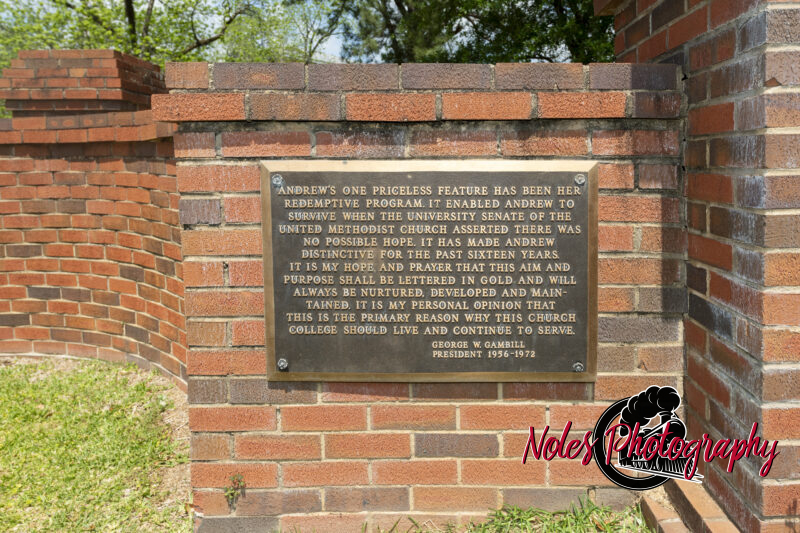 ANDREW'S ONE PRICELESS FEATURE HAS BEEN HER
REDEMPTIVE PROGRAM. IT ENABLED ANDREW TO
SURVIVE WHEN THE UNIVERSITY SENATE OF THE
UNITED METHODIST CHURCH ASSERTED THERE WAS
NO POSSIBLE HOPE. IT HAS MADE ANDREW
DISTINCTIVE FOR THE PAST SIXTEEN YEARS.
IT IS MY HOPE AND PRAYER THAT THIS AIM AND
PURPOSE SHALL BE LETTERED IN GOLD AND WILL
ALWAYS BE NURTURED, DEVELOPED AND MAIN-
TAINED. IT IS MY PERSONAL OPINION THAT
THIS IS THE PRIMARY REASON WHY THIS CHURCH
COLLEGE SHOULD LIVE AND CONTINUE TO SERVE.
GEORGE W. GAMBILL
PRESIDENT 1956-1972
Noles Photography